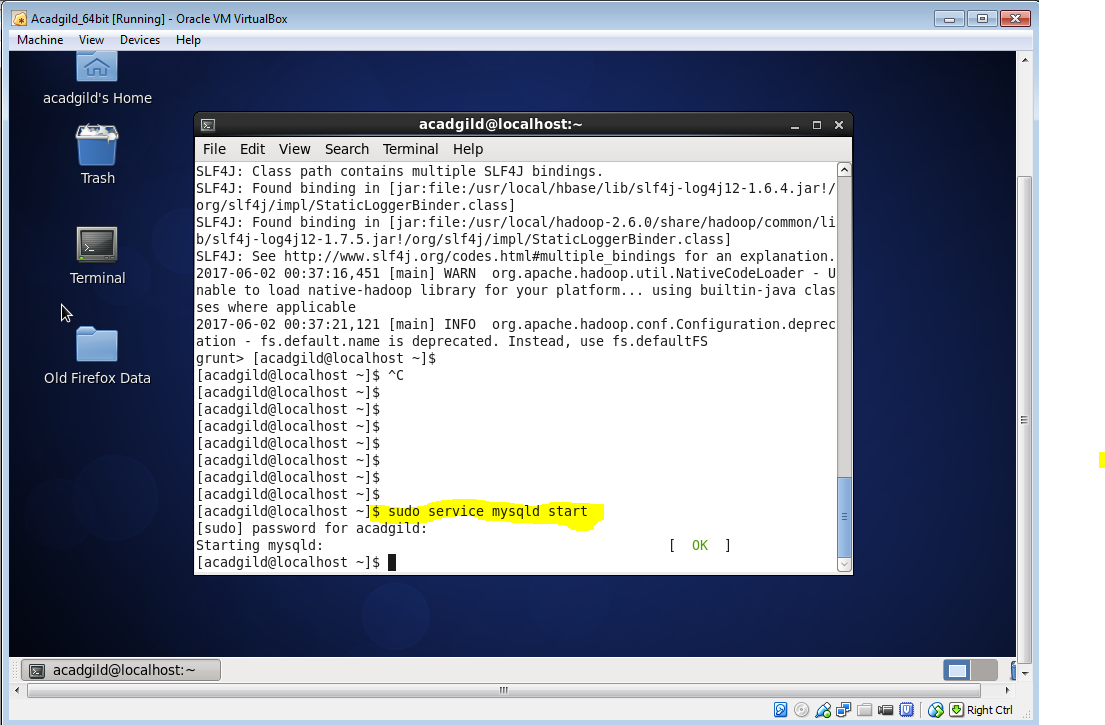 Acadgild_64bit [Running] - Oracle VM VirtualBox
Machine View Devices Help
acadgild's Home
Trash
Terminal
Old Firefox Data
acadgild@localhost:~
File Edit View Search Terminal Help
SLF4J: Class path contains multiple SLF4J bindings.
SLF4J: Found binding in [jar:file:/usr/local/hbase/lib/slf4j-log4j12-1.6.4.jar!/
org/slf4j/impl/StaticLoggerBinder.class]
SLF4J: Found binding in [jar:file:/usr/local/hadoop-2.6.0/share/hadoop/common/li
b/slf4j-log4j12-1.7.5.jar!/org/slf4j/impl/StaticLoggerBinder.class]
SLF4J: See http://www.slf4j.org/codes.html#multiple_bindings for an explanation.
2017-06-02 00:37:16,451 [main] WARN  org.apache.hadoop.util.NativeCodeLoader - U
nable to load native-hadoop library for your platform... using builtin-java clas
ses where applicable
2017-06-02 00:37:21,121 [main] INFO  org.apache.hadoop.conf.Configuration.deprec
ation - fs.default.name is deprecated. Instead, use fs.defaultFS
grunt> [acadgild@localhost ~]$
[acadgild@localhost ~]$ ^C
[acadgild@localhost ~]$
[acadgild@localhost ~]$
[acadgild@localhost ~]$
[acadgild@localhost ~]$
[acadgild@localhost ~]$
[acadgild@localhost ~]$
[acadgild@localhost ~]$
[acadgild@localhost ~]$ sudo service mysqld start
[sudo] password for acadgild:
Starting mysqld: [ OK ]
[acadgild@localhost ~]$
acadgild@localhost:~
Right Ctrl